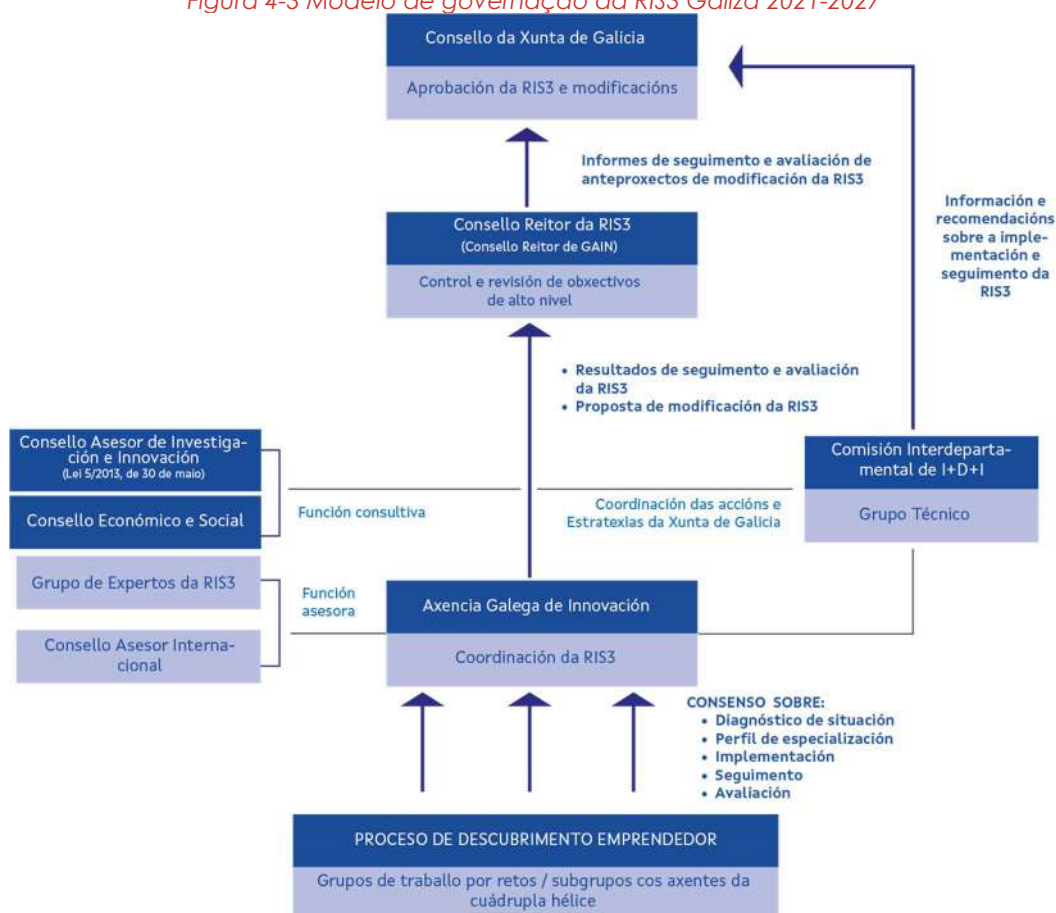 Figura 4-3 Modelo de governação da RIS3 Galiza 2021-2027
Consello da Xunta de Galicia
Aprobación da RIS3 e modificacións
Informes de seguimento e avaliación de
anteproxectos de modificación da RIS3
Información e
recomendacións
sobre a imple-
mentación e
seguimento da
RIS3
Consello Reitor da RIS3
(Consello Reitor de GAIN)
Control e revisión de obxectivos
de alto nivel
• Resultados de seguimento e avaliación
da RIS3
• Proposta de modificación da RIS3
Consello Asesor de Investiga-
ción e Innovación
(Lei 5/2013, de 30 de maio)
Consello Económico e Social
Función consultiva
Coordinación das accións e
Estratexias da Xunta de Galicia
Comisión Interdeparta-
mental de I+D+I
Grupo Técnico
Grupo de Expertos da RIS3
Consello Asesor Interna-
cional
Función
asesora
Axencia Galega de Innovación
Coordinación da RIS3
CONSENSO SOBRE:
• Diagnóstico de situación
• Perfil de especialización
• Implementación
• Seguimento
• Avaliación
PROCESO DE DESCUBRIMENTO EMPRENDEDOR
Grupos de traballo por retos / subgrupos cos axentes da
cuádrupla hélice